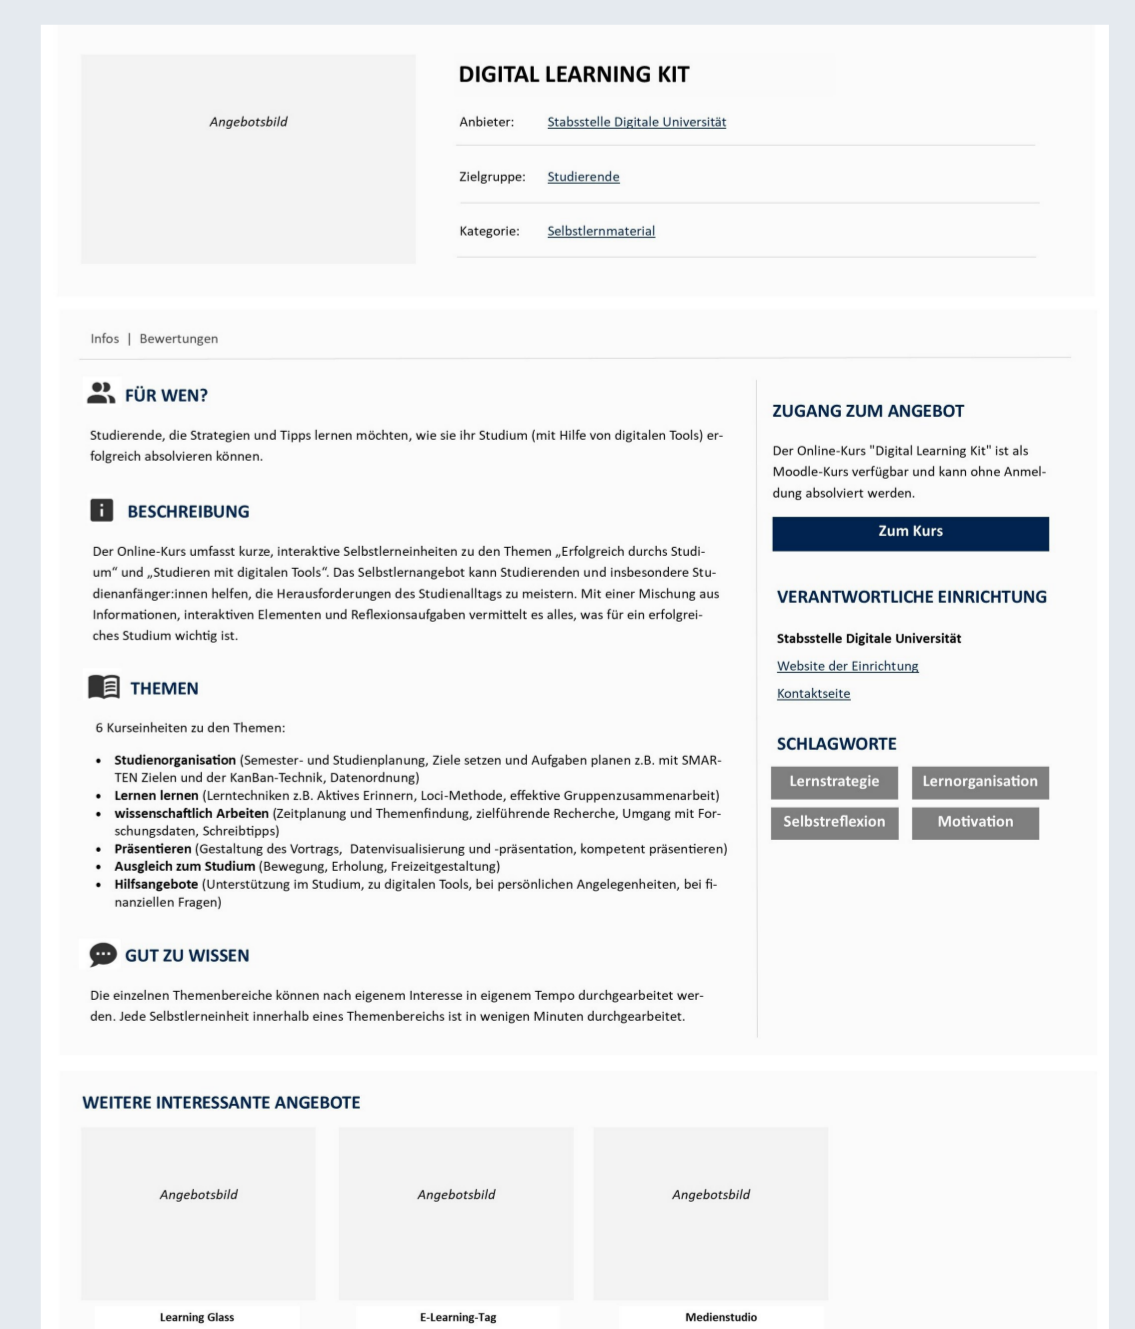 Angebotsbild
DIGITAL LEARNING KIT
Anbieter: Stabsstelle Digitale Universität
Zielgruppe: Studierende
Kategorie: Selbstlernmaterial
Infos | Bewertungen
FÜR WEN?
Studierende, die Strategien und Tipps lernen möchten, wie sie ihr Studium (mit Hilfe von digitalen Tools) er-
folgreich absolvieren können.
BESCHREIBUNG
Der Online-Kurs umfasst kurze, interaktive Selbstlerneinheiten zu den Themen „Erfolgreich durchs Studi-
um“ und „Studieren mit digitalen Tools“. Das Selbstlernangebot kann Studierenden und insbesondere Stu-
dienanfänger:innen helfen, die Herausforderungen des Studienalltags zu meistern. Mit einer Mischung aus
Informationen, interaktiven Elementen und Reflexionsaufgaben vermittelt es alles, was für ein erfolgrei-
ches Studium wichtig ist.
THEMEN
6 Kurseinheiten zu den Themen:
• Studienorganisation (Semester- und Studienplanung, Ziele setzen und Aufgaben planen z.B. mit SMAR-
TEN Zielen und der KanBan-Technik, Datenordnung)
• Lernen lernen (Lerntechniken z.B. Aktives Erinnern, Loci-Methode, effektive Gruppenzusammenarbeit)
• wissenschaftlich Arbeiten (Zeitplanung und Themenfindung, zielführende Recherche, Umgang mit For-
schungsdaten, Schreibtipps)
• Präsentieren (Gestaltung des Vortrags, Datenvisualisierung und -präsentation, kompetent präsentieren)
• Ausgleich zum Studium (Bewegung, Erholung, Freizeitgestaltung)
• Hilfsangebote (Unterstützung im Studium, zu digitalen Tools, bei persönlichen Angelegenheiten, bei fi-
nanziellen Fragen)
GUT ZU WISSEN
Die einzelnen Themenbereiche können nach eigenem Interesse in eigenem Tempo durchgearbeitet wer-
den. Jede Selbstlerneinheit innerhalb eines Themenbereichs ist in wenigen Minuten durchgearbeitet.
ZUGANG ZUM ANGEBOT
Der Online-Kurs "Digital Learning Kit" ist als
Moodle-Kurs verfügbar und kann ohne Anmel-
dung absolviert werden.
Zum Kurs
VERANTWORTLICHE EINRICHTUNG
Stabsstelle Digitale Universität
Website der Einrichtung
Kontaktseite
SCHLAGWORTE
Lernstrategie Lernorganisation
Selbstreflexion Motivation
WEITERE INTERESSANTE ANGEBOTE
Angebotsbild Angebotsbild Angebotsbild
Learning Glass E-Learning-Tag Medienstudio